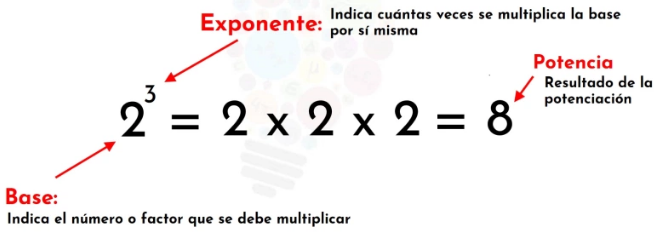 Exponente: Indica cuántas veces se multiplica la base
por sí misma
Potencia
Resultado de la
potenciación
2³ = 2 x 2 x 2 = 8
Base:
Indica el número o factor que se debe multiplicar